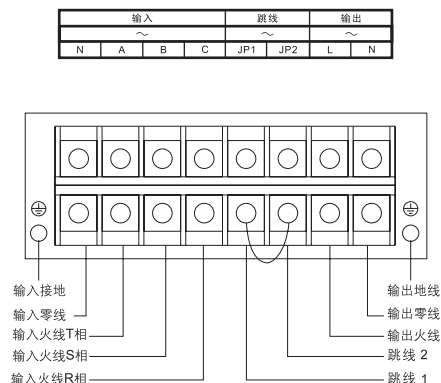 输入 跳线 输出
～ ～ ～
N A B C JP1 JP2 L N
输入接地 输出地线
输入零线 输出零线
输入火线T相 输出火线
输入火线S相 跳线 2
输入火线R相 跳线 1